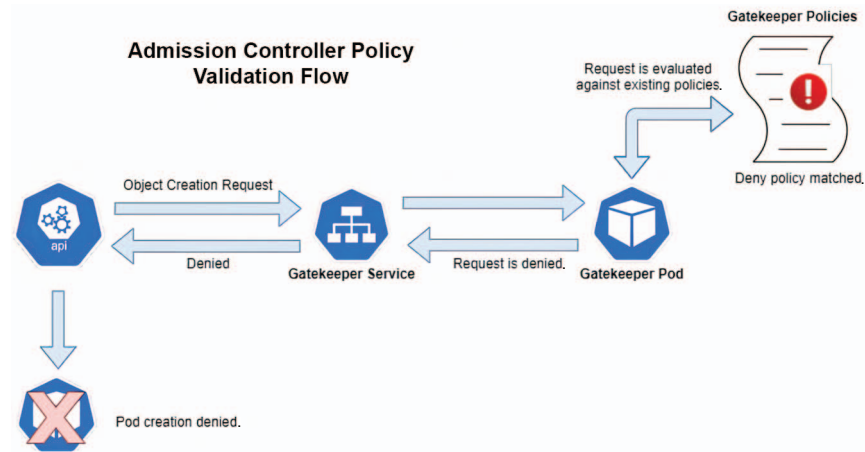 Gatekeeper Policies
Admission Controller Policy
Validation Flow
Request is evaluated
against existing policies.
Deny policy matched.
Object Creation Request
api
Denied
Gatekeeper Service
Request is denied.
Gatekeeper Pod
Pod creation denied.